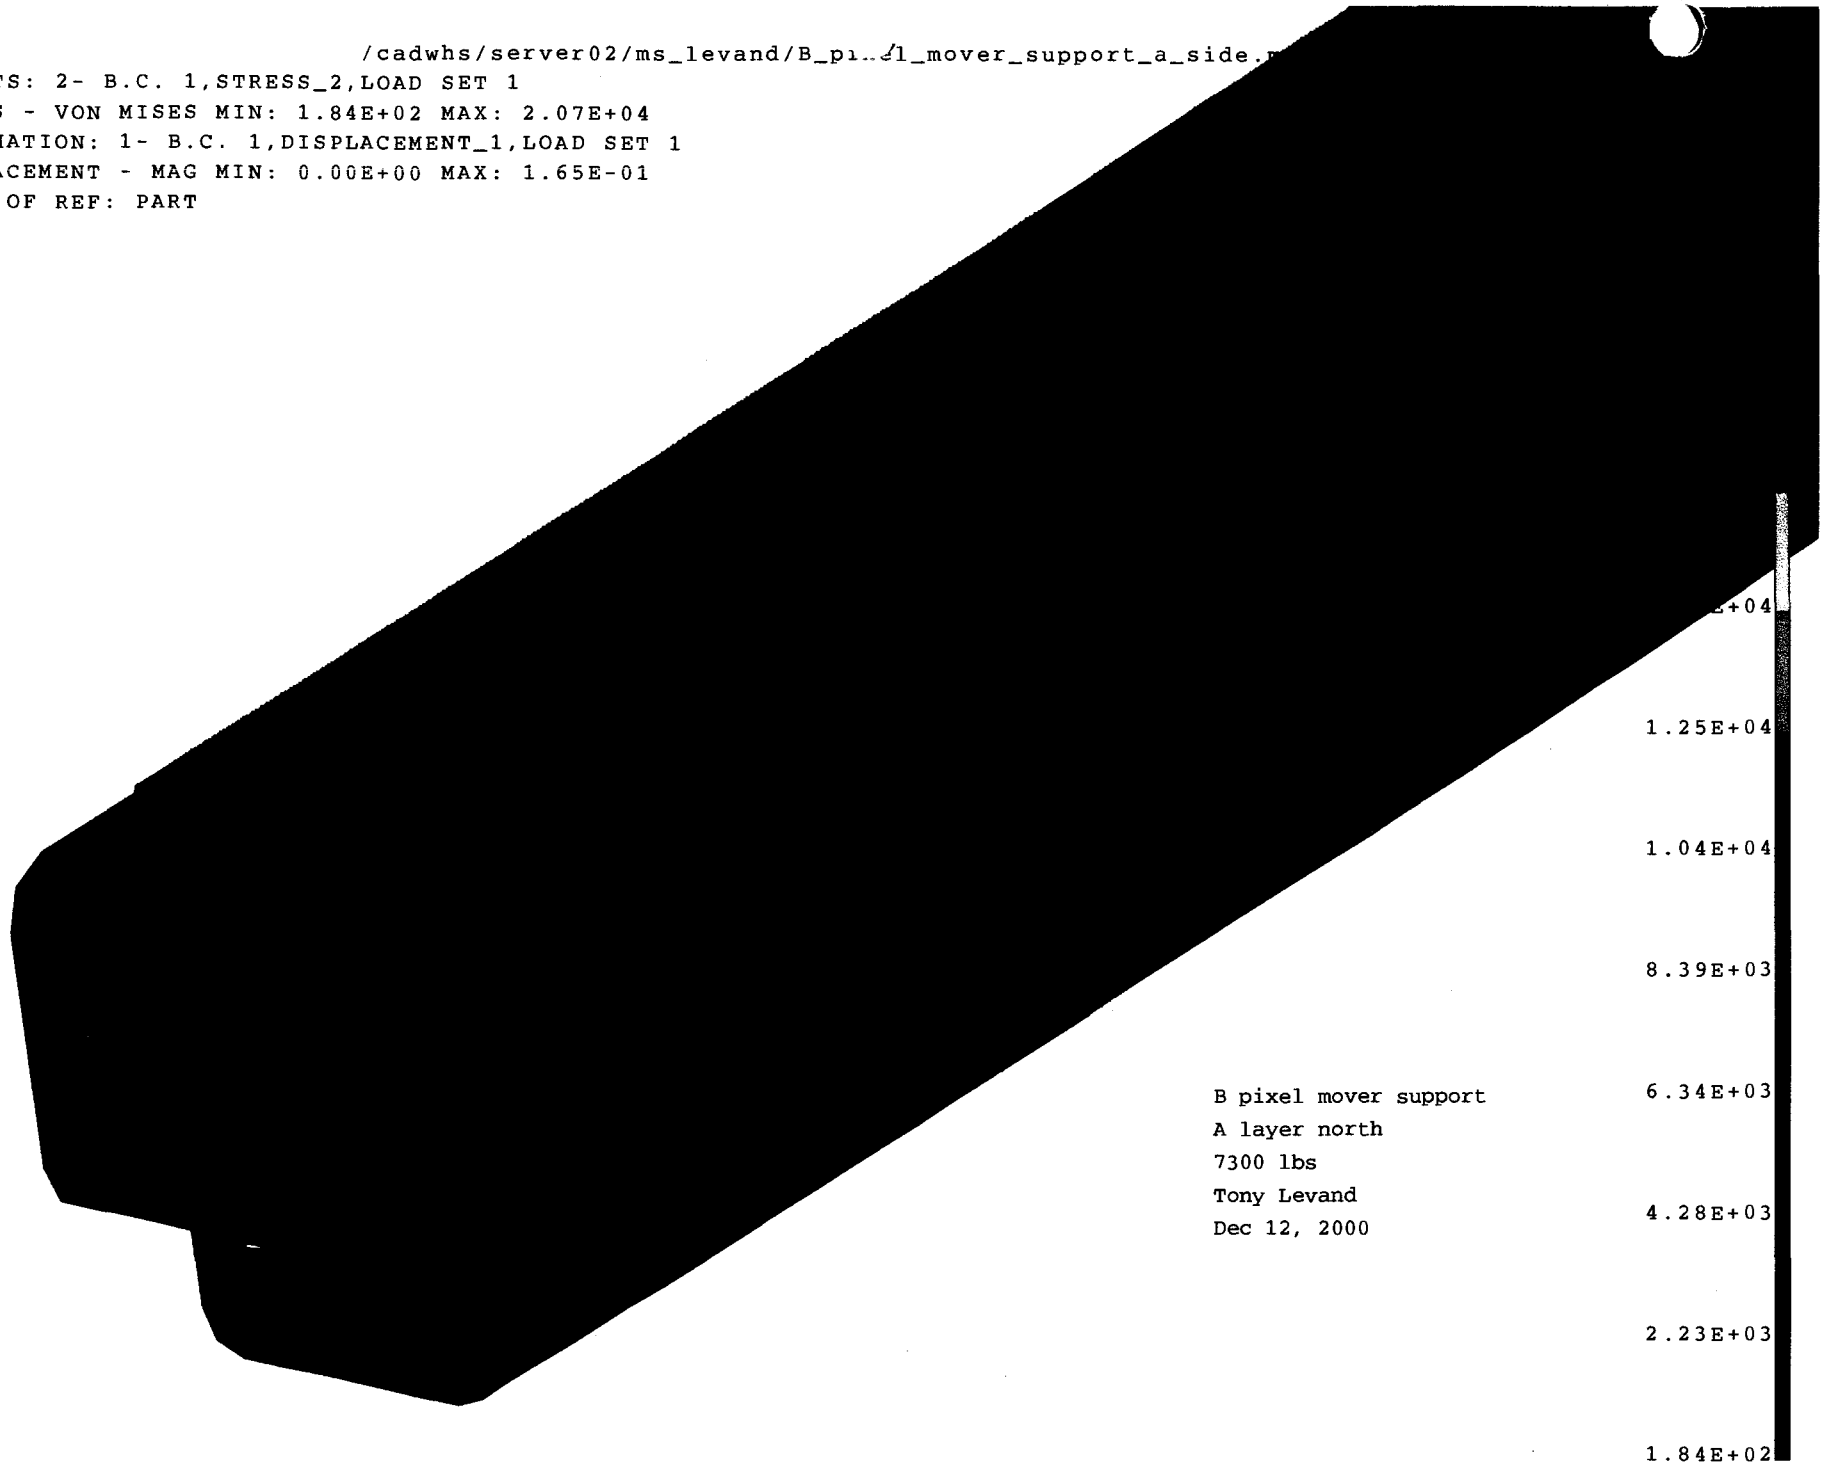 /cadwhs/server02/ms_levand/
TS: 2- B.C. 1,STRESS_2,LOAD SET 1
S - VON MISES MIN: 1.84E+02 MAX: 2.07E+04
MATION: 1- B.C. 1,DISPLACEMENT_1,LOAD SET 1
ACEMENT - MAG MIN: 0.00E+00 MAX: 1.65E-01
OF REF: PART
E+04
1.25E+04
1.04E+04
8.39E+03
6.34E+03
4.28E+03
2.23E+03
1.84E+02
B pixel mover support
A layer north
7300 lbs
Tony Levand
Dec 12, 2000